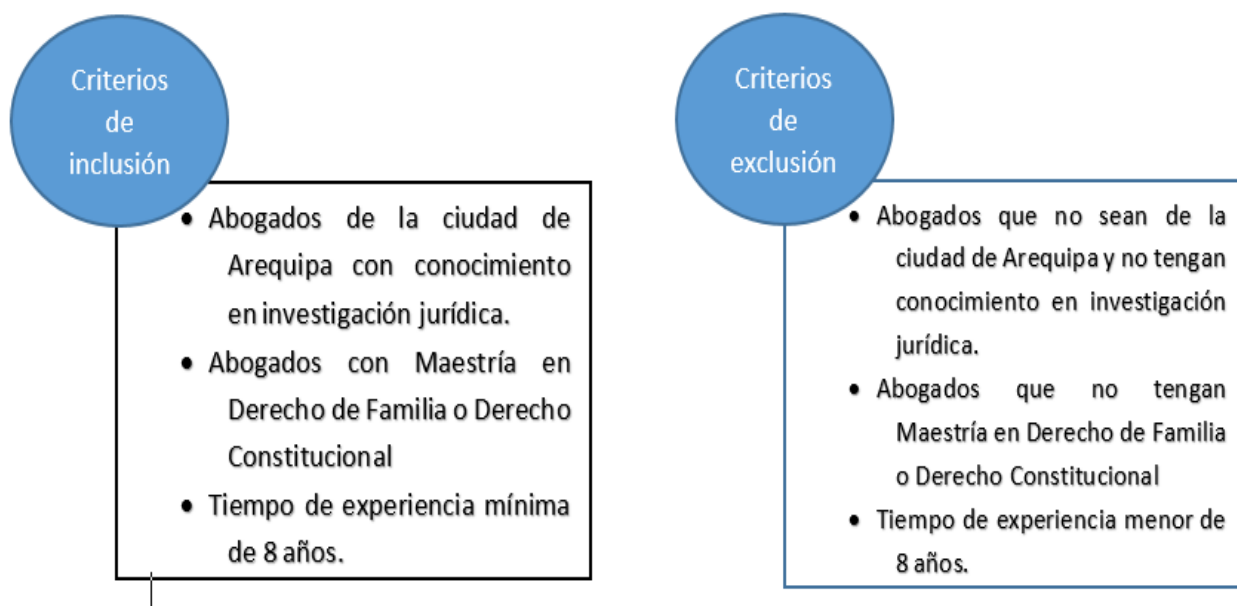 Criterios
de
inclusión
• Abogados de la ciudad de
Arequipa con conocimiento
en investigación jurídica.
• Abogados con Maestría en
Derecho de Familia o Derecho
Constitucional
• Tiempo de experiencia mínima
de 8 años.
Criterios
de
exclusión
• Abogados que no sean de la
ciudad de Arequipa y no tengan
conocimiento en investigación
jurídica.
• Abogados que no tengan
Maestría en Derecho de Familia
o Derecho Constitucional
• Tiempo de experiencia menor de
8 años.